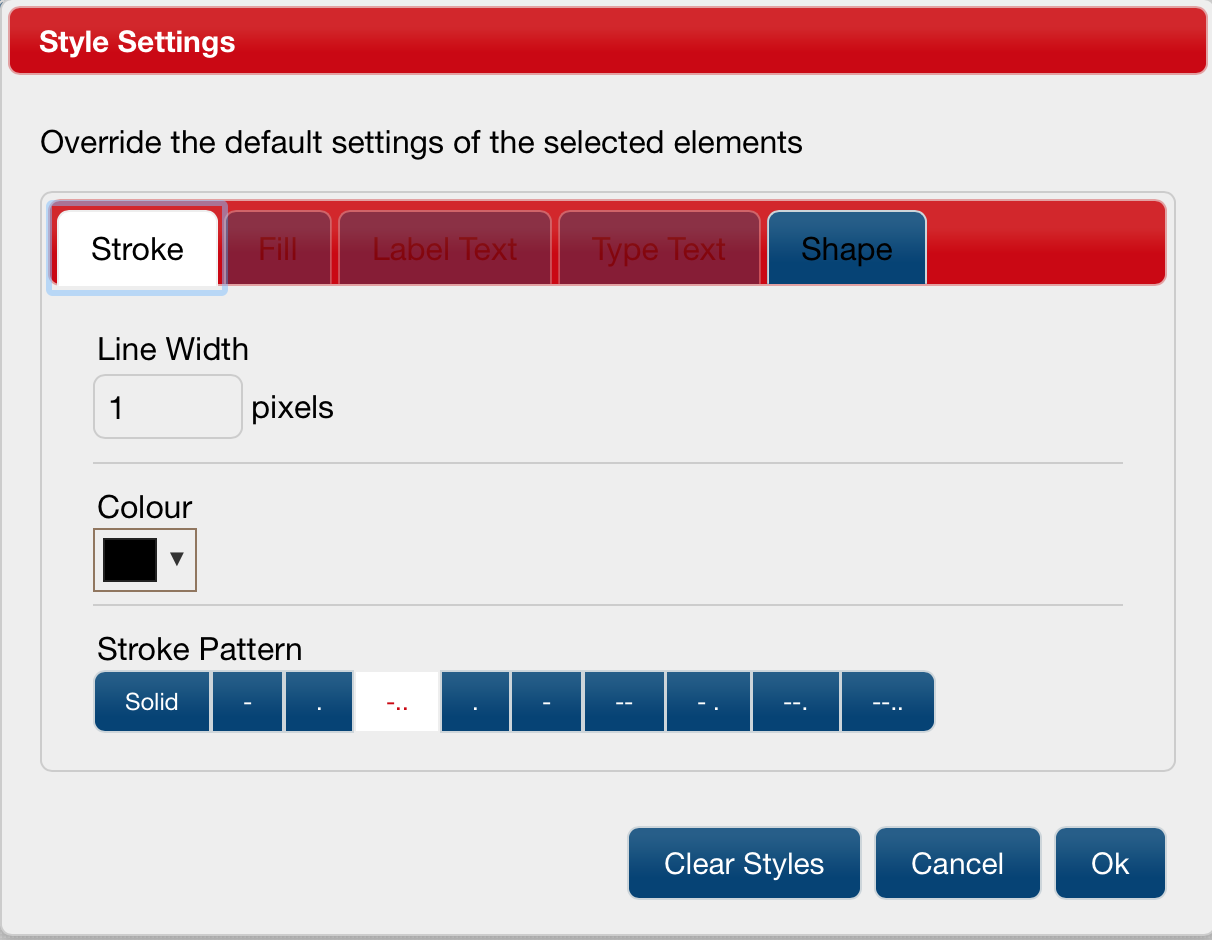 Style Settings
Override the default settings of the selected elements
Stroke Fill Label Text Type Text Shape
Line Width
1 pixels
Colour
▼
Stroke Pattern
Solid - . -.. . - -- - . --. --..
Clear Styles Cancel Ok